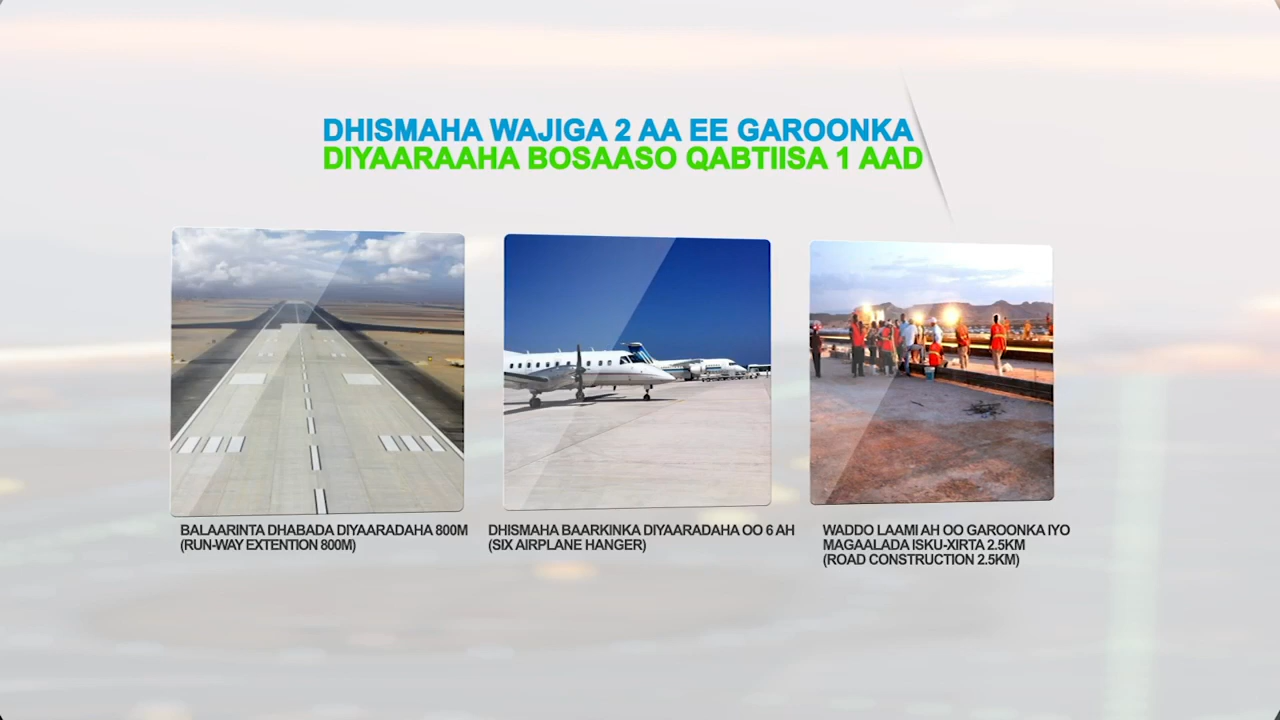 DHISMAHA WAJIGA 2 AA EE GAROONKA
DIYAARAAHA BOSAASO QABTIISA 1 AAD
BALAARINTA DHABADA DIYAARADAHA 800M
(RUN-WAY EXTENTION 800M)
DHISMAHA BAARKINKA DIYAARADAHA OO 6 AH
(SIX AIRPLANE HANGER)
WADDO LAAMI AH OO GAROONKA IYO
MAGAALADA ISKU-XIRTA 2.5KM
(ROAD CONSTRUCTION 2.5KM)